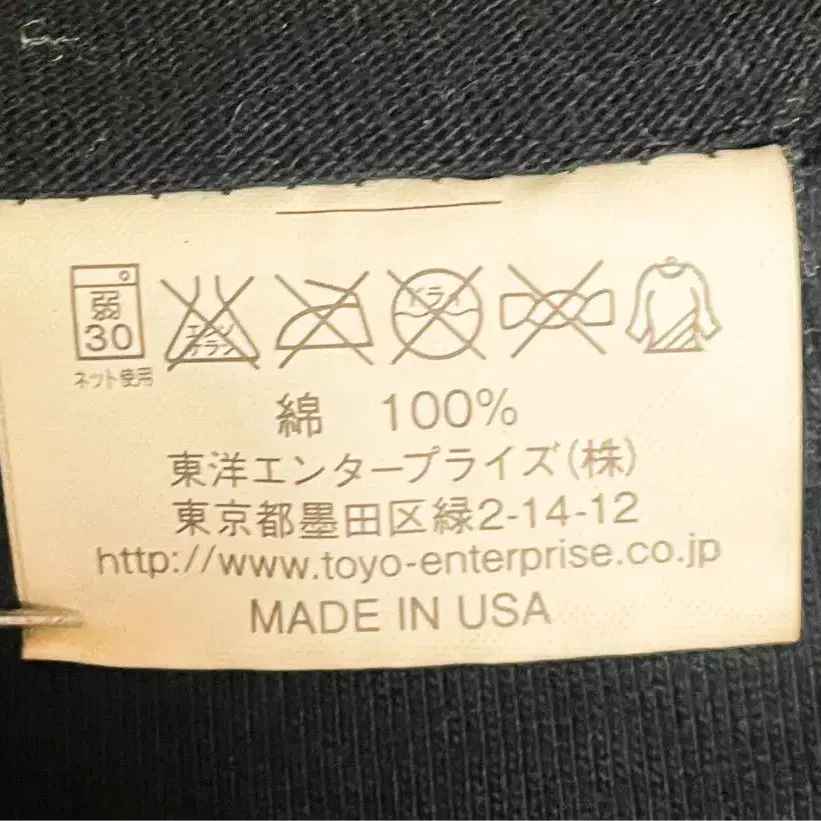 弱
30
エンソ
サラシ
ドライ
ネット使用
綿 100%
東洋エンタープライズ(株)
東京都墨田区緑2-14-12
http://www.toyo-enterprise.co.jp
MADE IN USA